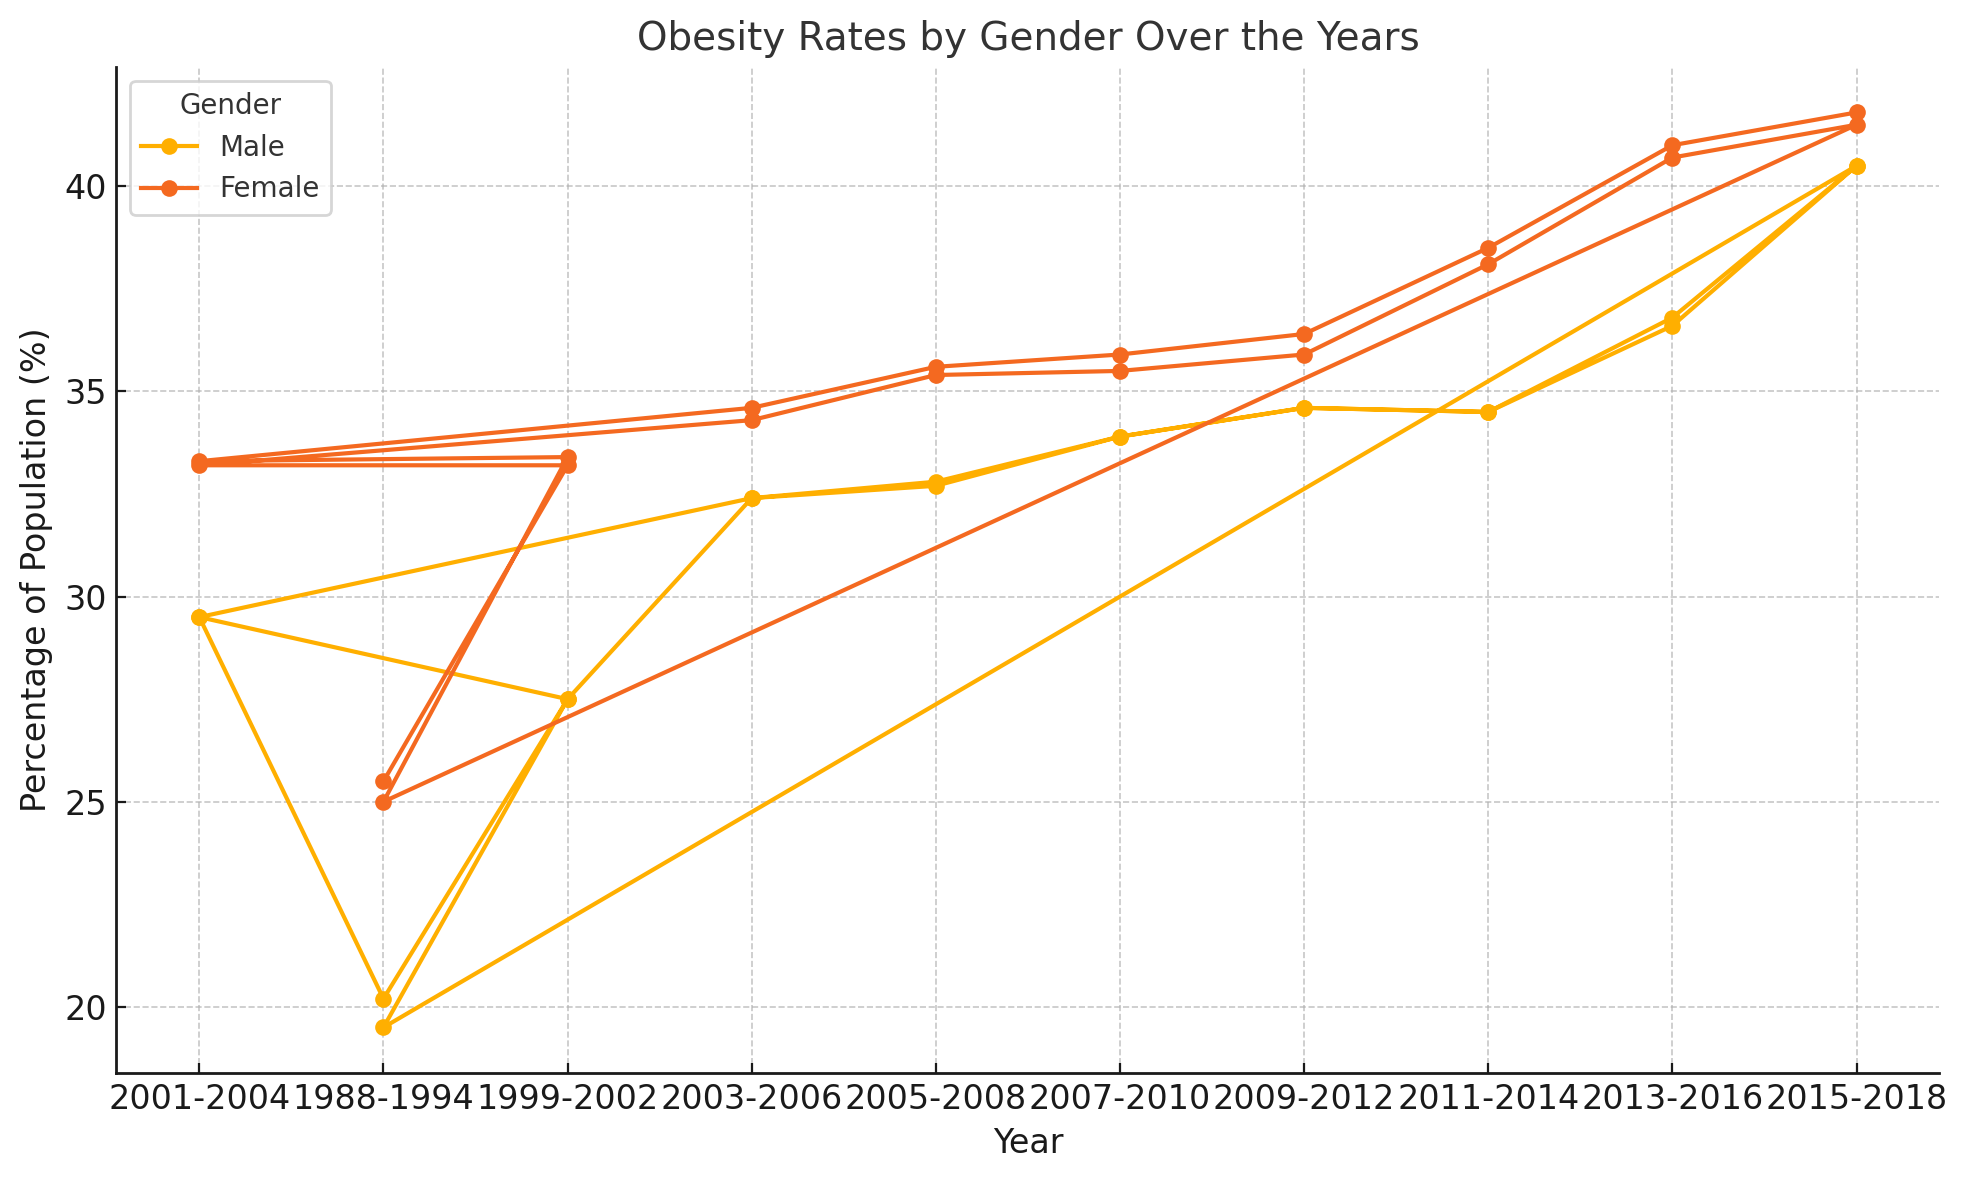 Obesity Rates by Gender Over the Years
Gender
Male
Female
Percentage of Population (%)
40
35
30
25
20
2001-2004 1988-1994 1999-2002 2003-2006 2005-2008 2007-2010 2009-2012 2011-2014 2013-2016 2015-2018
Year